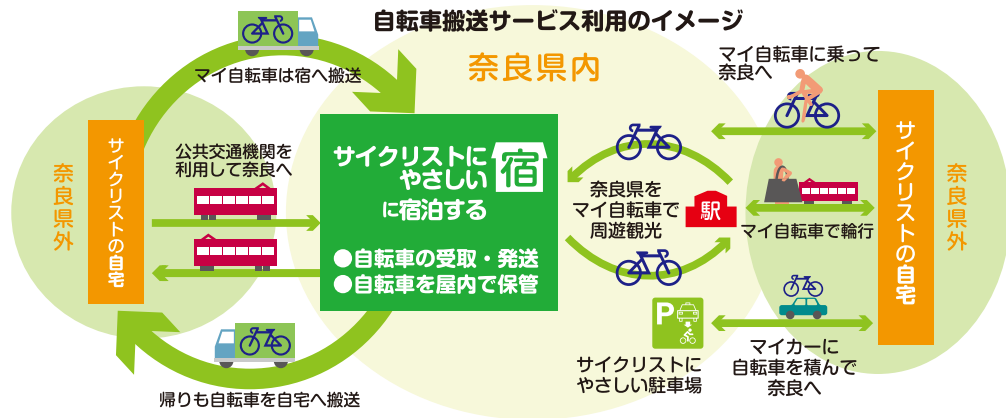 自転車搬送サービス利用のイメージ
奈良県内
マイ自転車は宿へ搬送
奈良県外
サイクリストの自宅
公共交通機関を
利用して奈良へ
帰りも自転車を自宅へ搬送
サイクリストに
やさしい
宿
に宿泊する
●自転車の受取・発送
●自転車を屋内で保管
奈良県を
マイ自転車で
周遊観光
駅
P
サイクリストに
やさしい駐車場
マイ自転車に乗って
奈良へ
マイ自転車で輪行
マイカーに
自転車を積んで
奈良へ
サイクリストの自宅
奈良県外